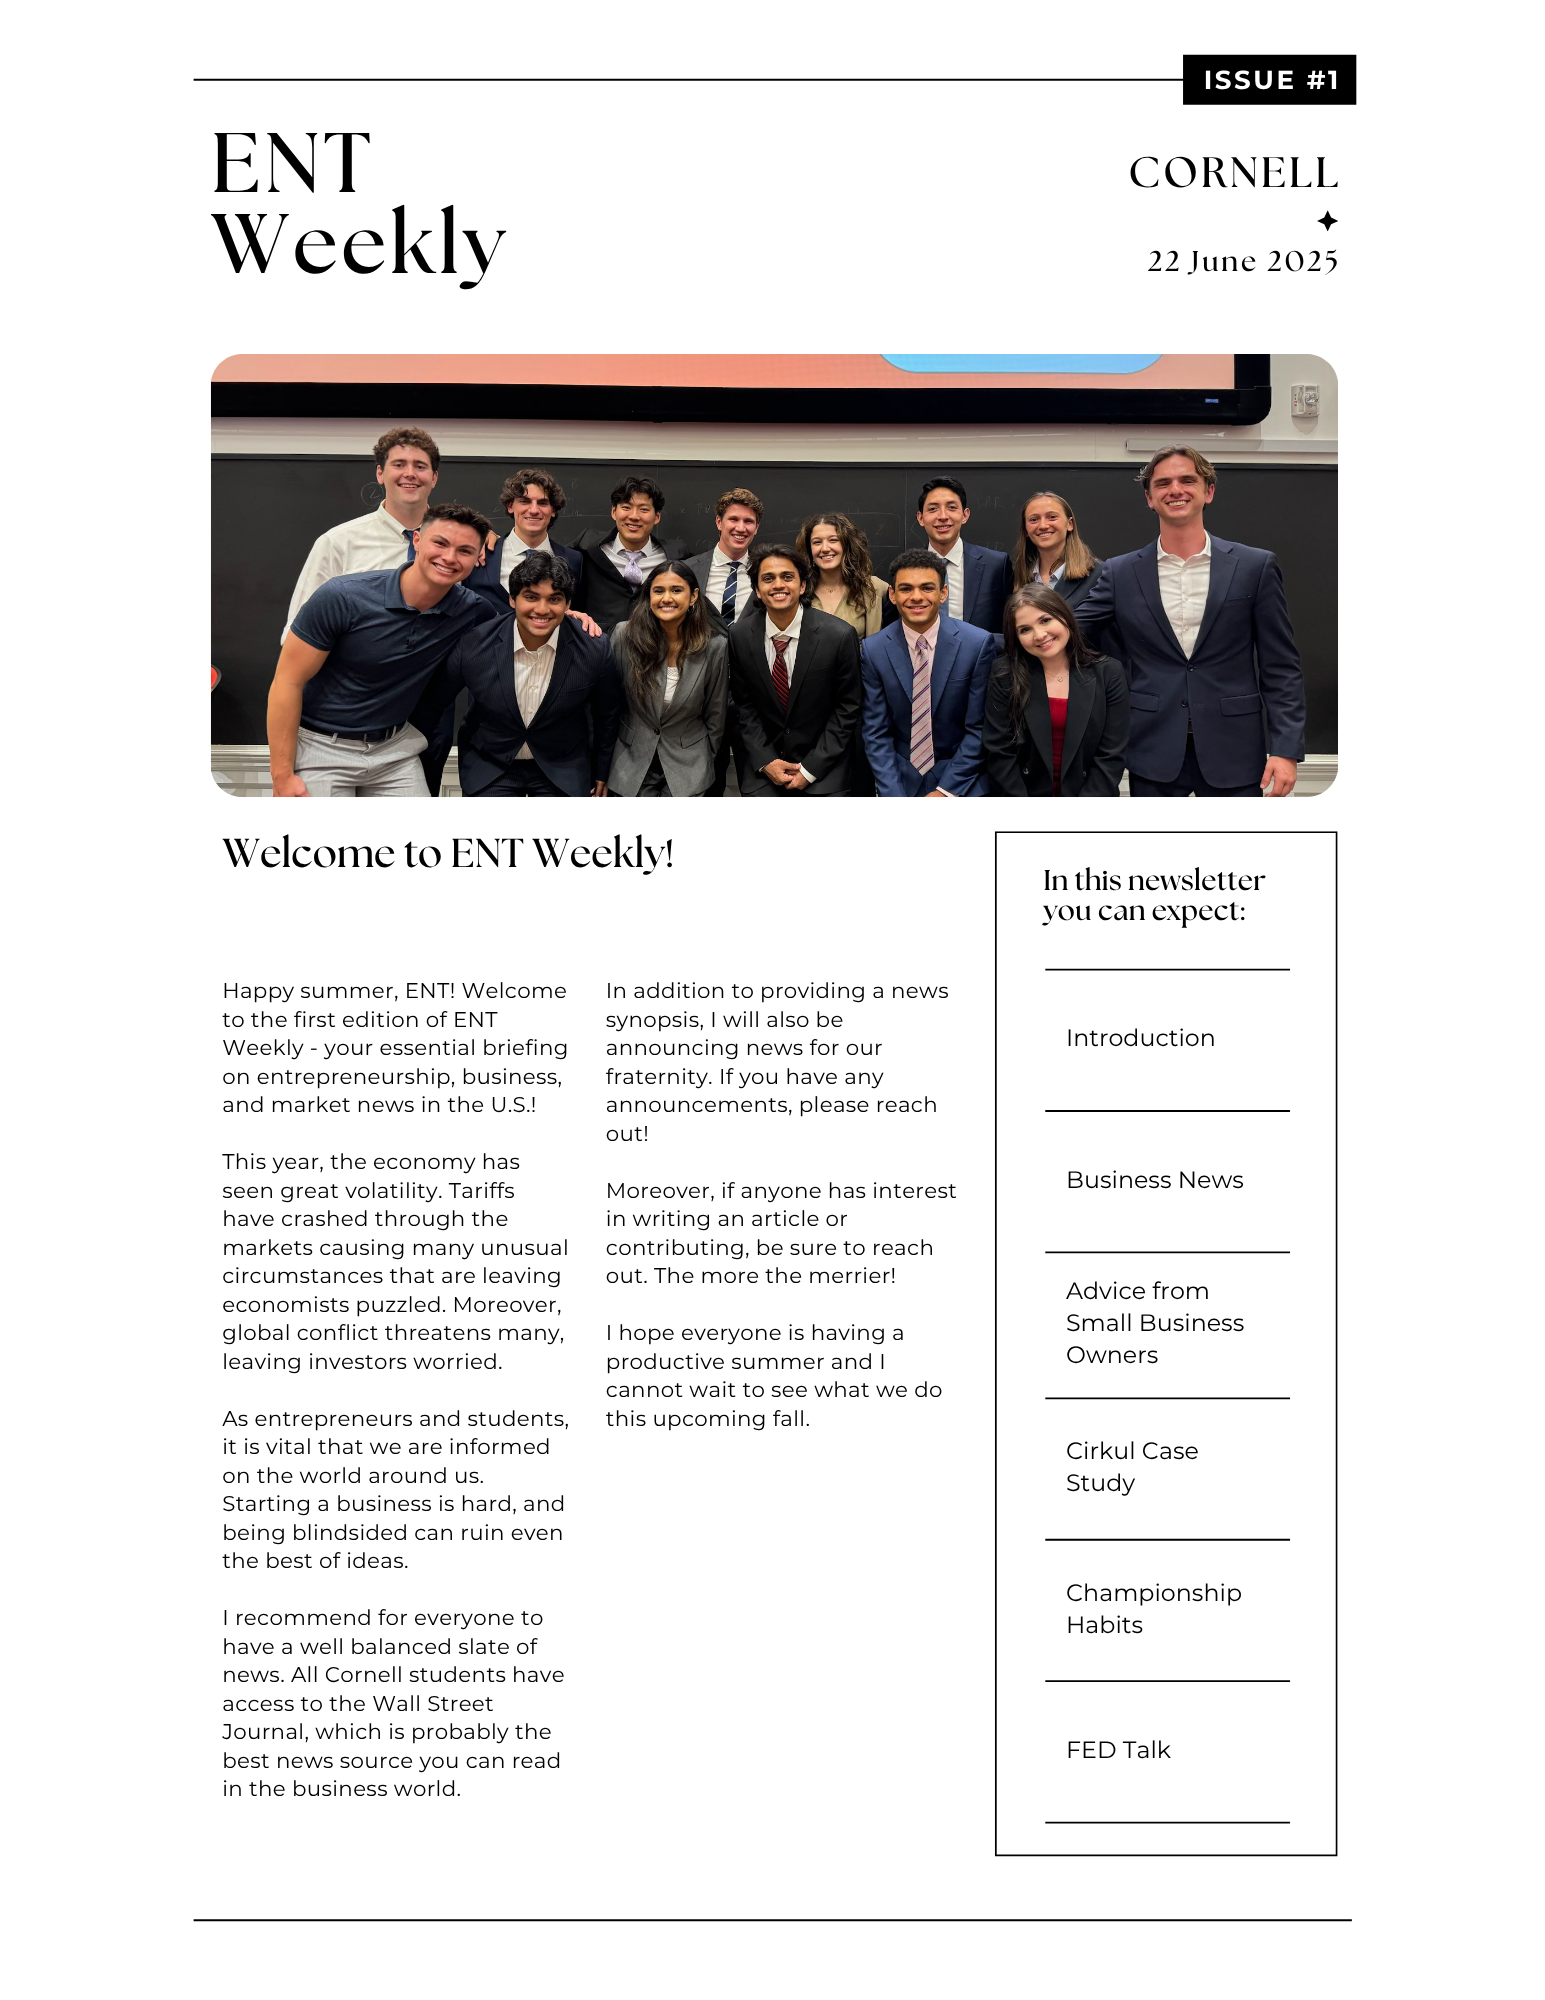 ISSUE #1
ENT
Weekly
CORNELL
22 June 2025
Welcome to ENT Weekly!
Happy summer, ENT! Welcome
to the first edition of ENT
Weekly - your essential briefing
on entrepreneurship, business,
and market news in the U.S.!
This year, the economy has
seen great volatility. Tariffs
have crashed through the
markets causing many unusual
circumstances that are leaving
economists puzzled. Moreover,
global conflict threatens many,
leaving investors worried.
As entrepreneurs and students,
it is vital that we are informed
on the world around us.
Starting a business is hard, and
being blindsided can ruin even
the best of ideas.
I recommend for everyone to
have a well balanced slate of
news. All Cornell students have
access to the Wall Street
Journal, which is probably the
best news source you can read
in the business world.
In addition to providing a news
synopsis, I will also be
announcing news for our
fraternity. If you have any
announcements, please reach
out!
Moreover, if anyone has interest
in writing an article or
contributing, be sure to reach
out. The more the merrier!
I hope everyone is having a
productive summer and I
cannot wait to see what we do
this upcoming fall.
In this newsletter
you can expect:
Introduction
Business News
Advice from
Small Business
Owners
Cirkul Case
Study
Championship
Habits
FED Talk